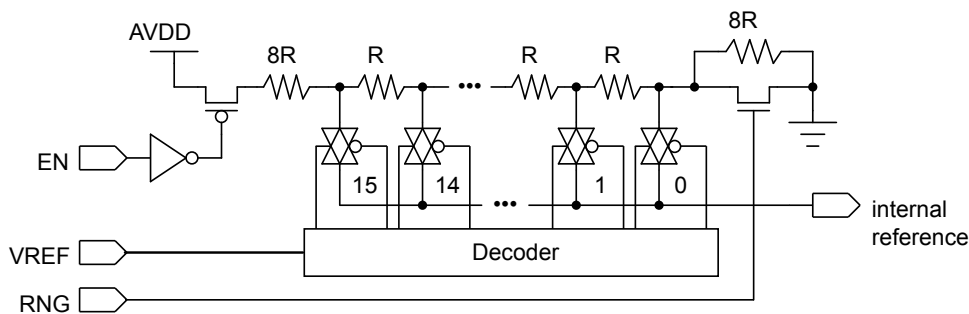 AVDD
8R
R
R
R
8R
EN
15
14
1
0
•••
•••
internal
reference
Decoder
VREF
RNG